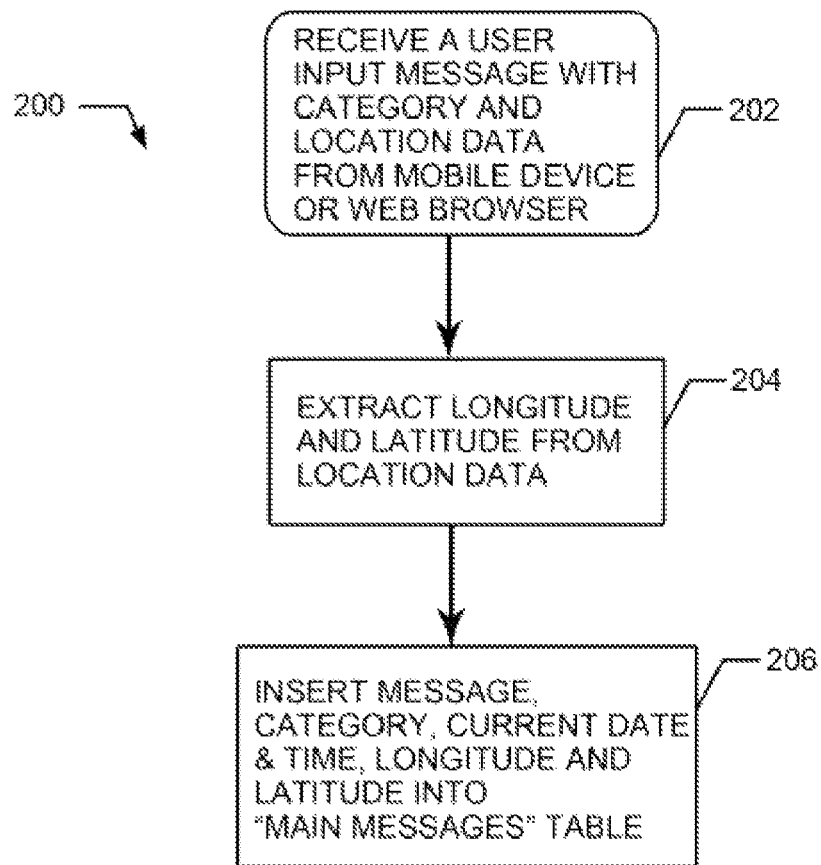 200
RECEIVE A USER
INPUT MESSAGE WITH
CATEGORY AND
LOCATION DATA
FROM MOBILE DEVICE
OR WEB BROWSER
202
EXTRACT LONGITUDE
AND LATITUDE FROM
LOCATION DATA
204
INSERT MESSAGE,
CATEGORY, CURRENT DATE
& TIME, LONGITUDE AND
LATITUDE INTO
“MAIN MESSAGES” TABLE
206